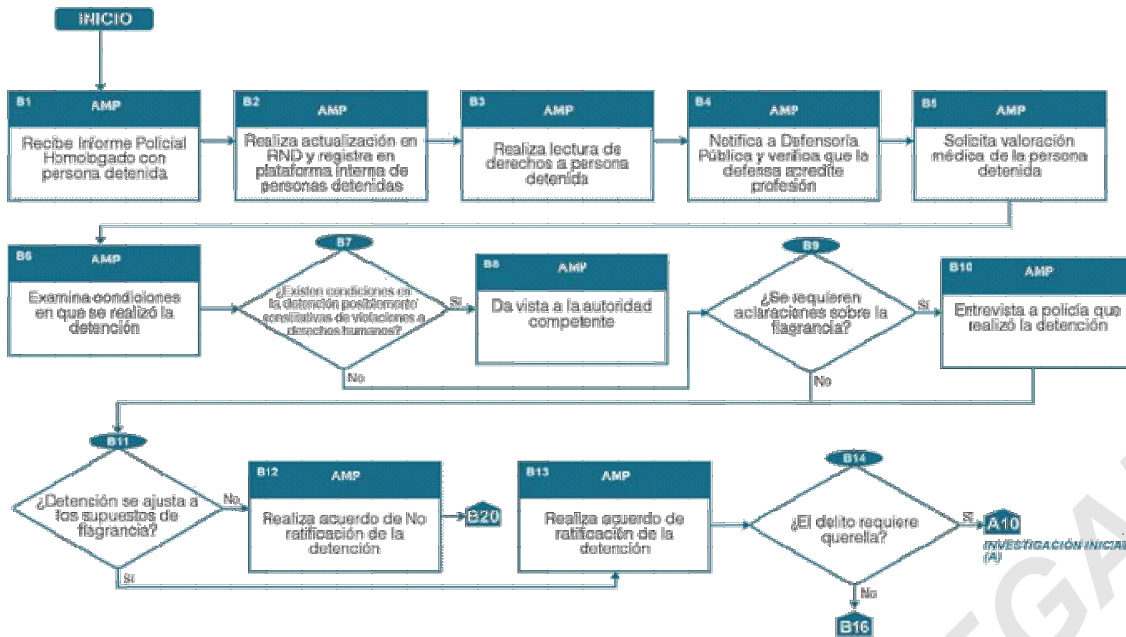 INICIO
B1
AMP
Recibe Informe Policial
Homologado con
persona detenida
B2
AMP
Realiza actualización en
RND y registra en
plataforma interna de
personas detenidas
B3
AMP
Realiza lectura de
derechos a persona
detenida
B4
AMP
Notifica a Defensoría
Pública y verifica que la
defensa acredite
profesión
B5
AMP
Solicita valoración
médica de la persona
detenida
B6
AMP
Examina condiciones
en que se realizó la
detención
B7
¿Existen condiciones en
la detención posiblemente
constitutivas de violaciones a
derechos humanos?
Sí
No
B8
AMP
Da vista a la autoridad
competente
B9
¿Se requieren
aclaraciones sobre la
flagrancia?
Sí
No
B10
AMP
Entrevista a policía que
realizó la detención
B11
¿Detención se ajusta a
los supuestos de
flagrancia?
No
Sí
B12
AMP
Realiza acuerdo de No
ratificación de la
detención
B20
B13
AMP
Realiza acuerdo de
ratificación de la
detención
B14
¿El delito requiere
querella?
Sí
No
A10
INVESTIGACIÓN INICIA
(A)
B16
EGA